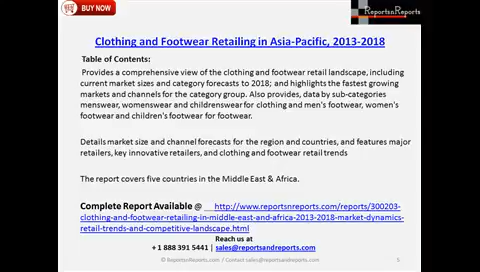 BUY NOW
ReportsnReports
Clothing and Footwear Retailing in Asia-Pacific, 2013-2018
Table of Contents:
Provides a comprehensive view of the clothing and footwear retail landscape, including
current market sizes and category forecasts to 2018; and highlights the fastest growing
markets and channels for the category group. Also provides, data by sub-categories
menswear, womenswear and childrenswear for clothing and men's footwear, women's
footwear and children's footwear for footwear.
Details market size and channel forecasts for the region and countries, and features major
retailers, key innovative retailers, and clothing and footwear retail trends
The report covers five countries in the Middle East & Africa.
Complete Report Available @ http://www.reportsnreports.com/reports/300203-
clothing-and-footwear-retailing-in-middle-east-and-africa-2013-2018-market-dynamics-
retail-trends-and-competitive-landscape.html
Reach us at
+ 1 888 391 5441 | sales@reportsandreports.com
© ReportsnReports.com / Contact sales@reportsandreports.com
5